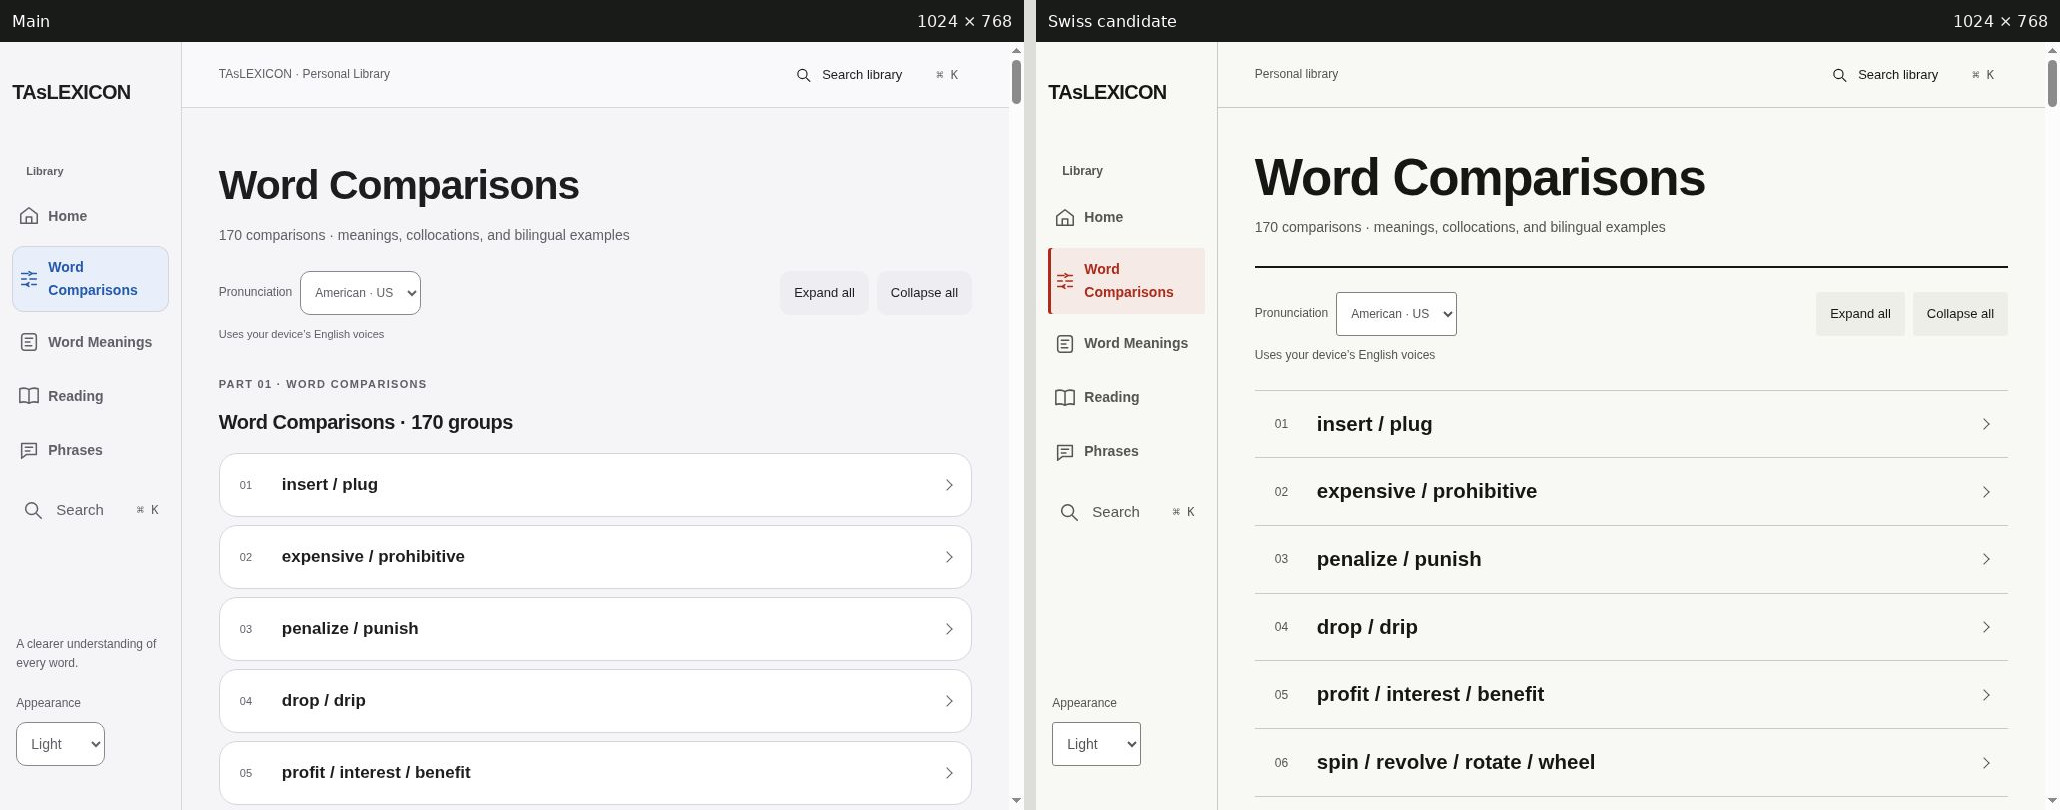 Main
1024 × 768
TAsLEXICON
Library
Home
Word
Comparisons
Word Meanings
Reading
Phrases
Search
⌘ K
A clearer understanding of
every word.
Appearance
Light
TAsLEXICON · Personal Library
Search library
⌘ K
Word Comparisons
170 comparisons · meanings, collocations, and bilingual examples
Pronunciation
American · US
Expand all
Collapse all
Uses your device's English voices
PART 01 · WORD COMPARISONS
Word Comparisons · 170 groups
01 insert / plug
02 expensive / prohibitive
03 penalize / punish
04 drop / drip
05 profit / interest / benefit
Swiss candidate
1024 × 768
TAsLEXICON
Library
Home
Word
Comparisons
Word Meanings
Reading
Phrases
Search
⌘ K
Appearance
Light
Personal library
Search library
⌘ K
Word Comparisons
170 comparisons · meanings, collocations, and bilingual examples
Pronunciation
American · US
Expand all
Collapse all
Uses your device's English voices
01 insert / plug
02 expensive / prohibitive
03 penalize / punish
04 drop / drip
05 profit / interest / benefit
06 spin / revolve / rotate / wheel